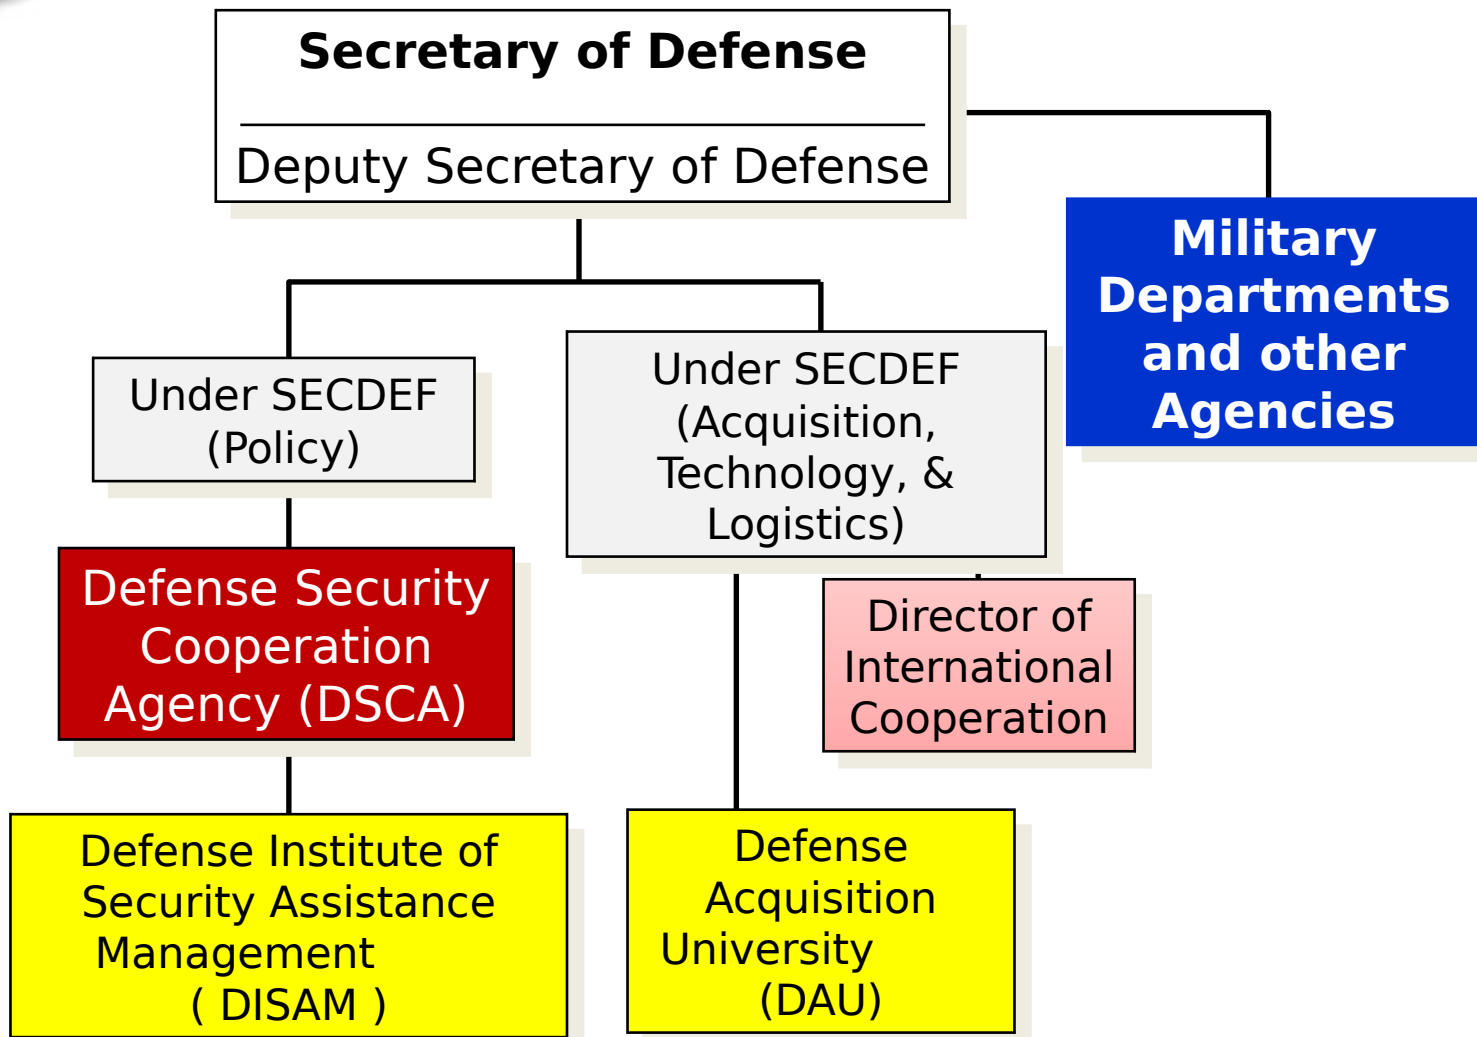 Secretary of Defense
Deputy Secretary of Defense
Military
Departments
and other
Agencies
Under SECDEF
(Policy)
Under SECDEF
(Acquisition,
Technology, &
Logistics)
Defense Security
Cooperation
Agency (DSCA)
Director of
International
Cooperation
Defense Institute of
Security Assistance
Management
( DISAM )
Defense
Acquisition
University
(DAU)